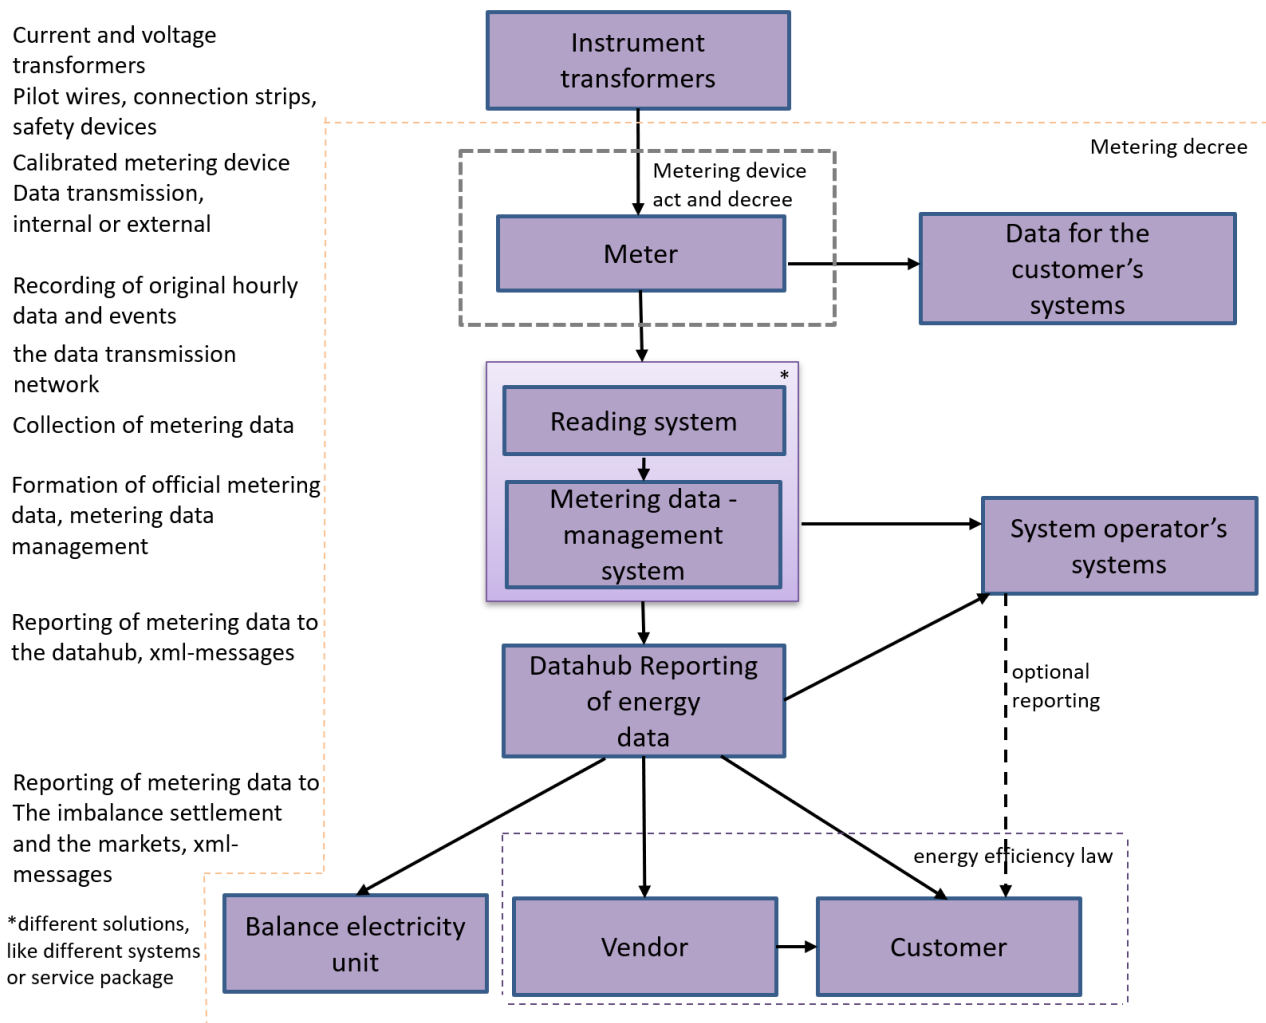 Current and voltage
transformers
Pilot wires, connection strips,
safety devices
Calibrated metering device
Data transmission,
internal or external
Recording of original hourly
data and events
the data transmission
network
Collection of metering data
Formation of official metering
data, metering data
management
Reporting of metering data to
the datahub, xml-messages
Reporting of metering data to
The imbalance settlement
and the markets, xml-
messages
*different solutions,
like different systems
or service package
Instrument
transformers
Metering decree
Metering device
act and decree
Meter
Data for the
customer's
systems
*
Reading system
Metering data -
management
system
System operator's
systems
Datahub Reporting
of energy
data
optional
reporting
energy efficiency law
Balance electricity
unit
Vendor
Customer